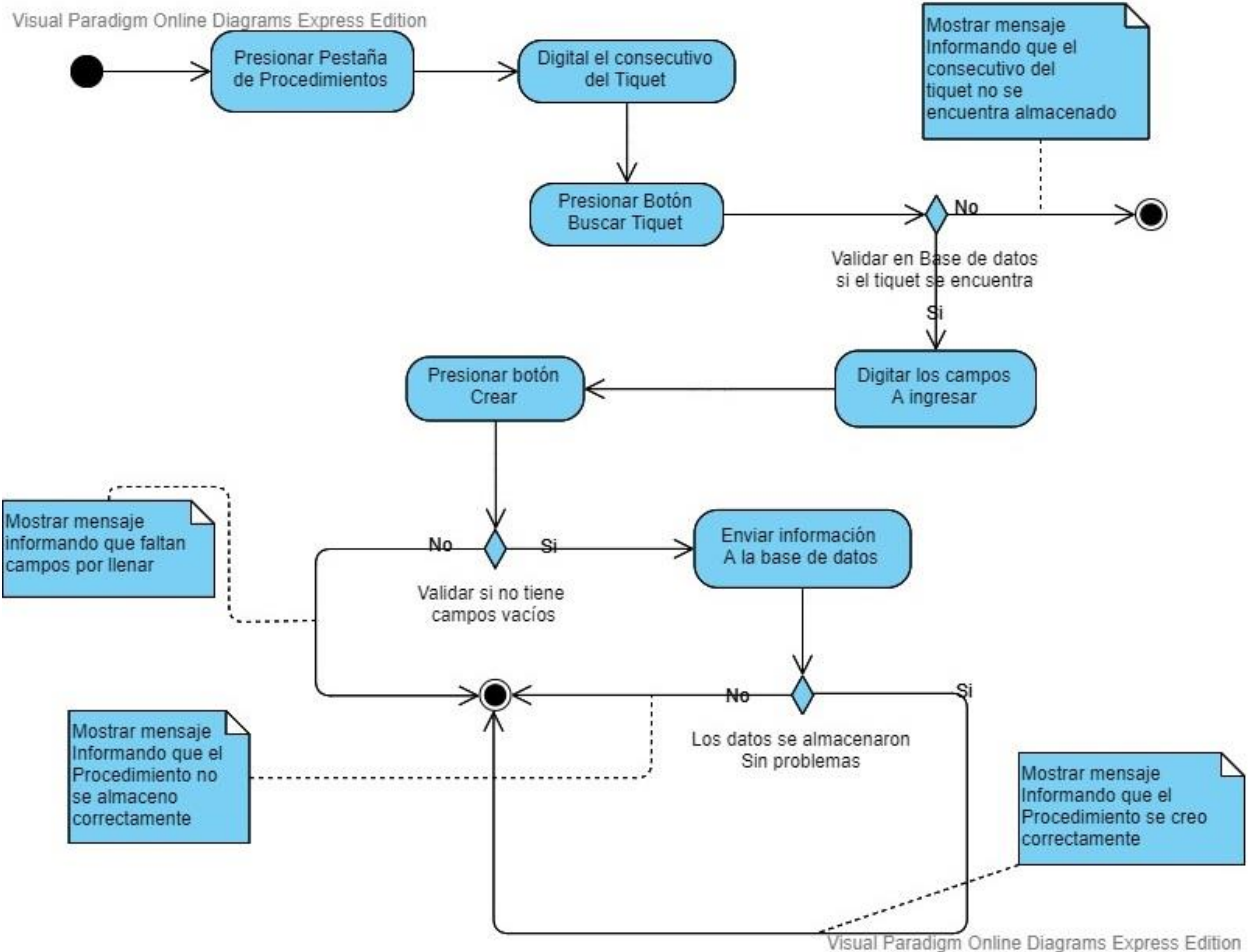 Visual Paradigm Online Diagrams Express Edition
Presionar Pestaña
de Procedimientos
Digital el consecutivo
del Tiquet
Mostrar mensaje
Informando que el
consecutivo del
tiquet no se
encuentra almacenado
Presionar Botón
Buscar Tiquet
No
Validar en Base de datos
si el tiquet se encuentra
Si
Digitar los campos
A ingresar
Presionar botón
Crear
Mostrar mensaje
informando que faltan
campos por llenar
No
Si
Validar si no tiene
campos vacíos
Enviar información
A la base de datos
No
Si
Los datos se almacenaron
Sin problemas
Mostrar mensaje
Informando que el
Procedimiento no
se almaceno
correctamente
Mostrar mensaje
Informando que el
Procedimiento se creo
correctamente
Visual Paradigm Online Diagrams Express Edition